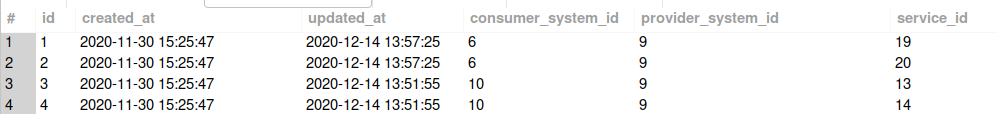 # id created_at updated_at consumer_system_id provider_system_id service_id
1 1 2020-11-30 15:25:47 2020-12-14 13:57:25 6 9 19
2 2 2020-11-30 15:25:47 2020-12-14 13:57:25 6 9 20
3 3 2020-11-30 15:25:47 2020-12-14 13:51:55 10 9 13
4 4 2020-11-30 15:25:47 2020-12-14 13:51:55 10 9 14